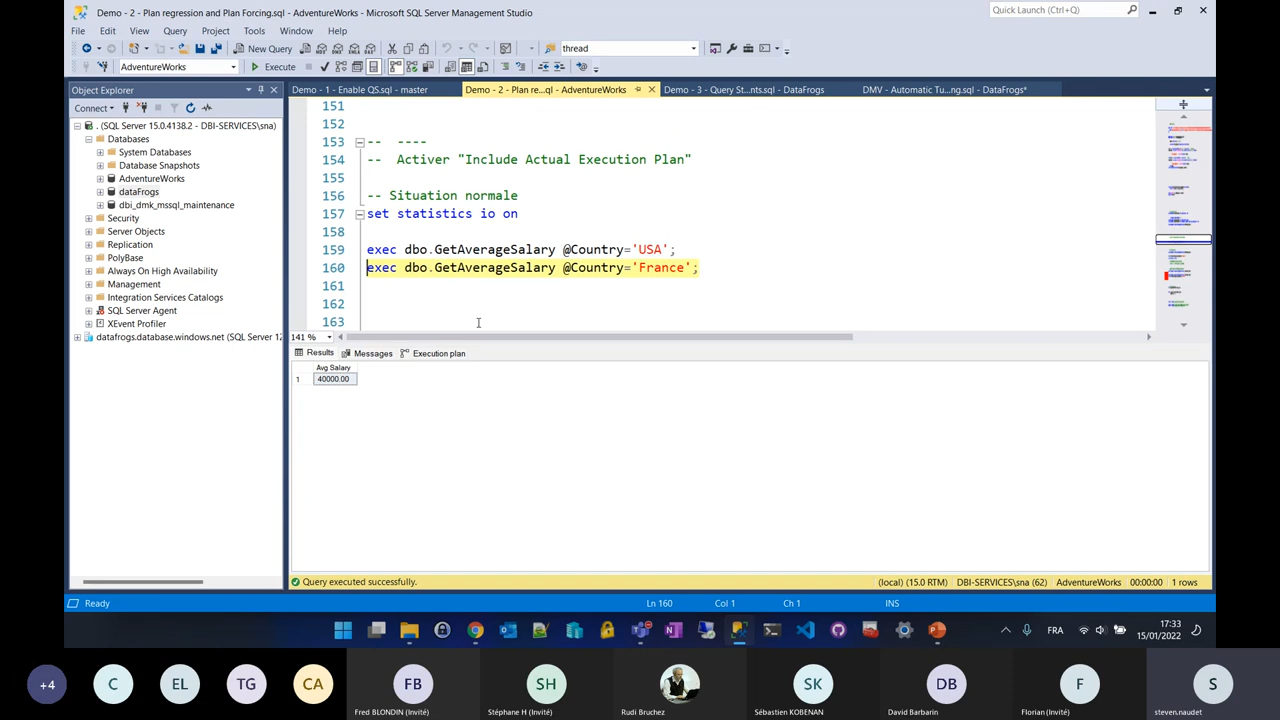 Demo - 2 - Plan regression and Plan Forcing.sql - AdventureWorks - Microsoft SQL Server Management Studio
Quick Launch (Ctrl+Q)
File Edit View Query Project Tools Window Help
New Query
thread
AdventureWorks
Execute
Object Explorer
Demo - 1 - Enable QS.sql - master
Demo - 2 - Plan re...ql - AdventureWorks
Demo - 3 - Query St...nts.sql - DataFrogs
DMV - Automatic Tu...ng.sql - DataFrogs*
Connect
. (SQL Server 15.0.4138.2 - DBI-SERVICES\sna)
Databases
System Databases
Database Snapshots
AdventureWorks
dataFrogs
dbi_dmk_mssql_maintenance
Security
Server Objects
Replication
PolyBase
Always On High Availability
Management
Integration Services Catalogs
SQL Server Agent
XEvent Profiler
datafrogs.database.windows.net (SQL Server 12
151
152
153 -- ----
154 -- Activer "Include Actual Execution Plan"
155
156 -- Situation normale
157 set statistics io on
158
159 exec dbo.GetAverageSalary @Country='USA';
160 exec dbo.GetAverageSalary @Country='France';
161
162
163
141 %
Results Messages Execution plan
Avg Salary
1 40000.00
Query executed successfully.
(local) (15.0 RTM) DBI-SERVICES\sna (62) AdventureWorks 00:00:00 1 rows
Ready
Ln 160 Col 1 Ch 1 INS
FRA
17:33
15/01/2022
+4 C EL TG CA FB SH SK DB F S
Fred BLONDIN (Invité)
Stéphane H (Invité)
Rudi Bruchez
Sébastien KOBENAN
David Barbarin
Florian (Invité)
steven.naudet